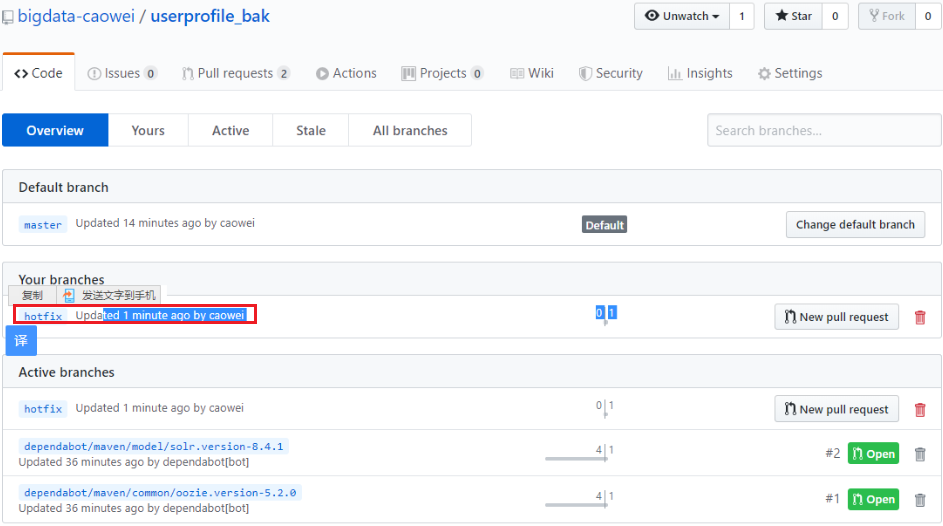 bigdata-caowei / userprofile_bak
Unwatch 1 Star 0 Fork 0
Code Issues 0 Pull requests 2 Actions Projects 0 Wiki Security Insights Settings
Overview Yours Active Stale All branches Search branches...
Default branch
master Updated 14 minutes ago by caowei Default Change default branch
Your branches
复制 发送文字到手机
hotfix Updated 1 minute ago by caowei 0 1 New pull request
译
Active branches
hotfix Updated 1 minute ago by caowei 0 1 New pull request
dependabot/maven/model/solr.version-8.4.1 4 1 #2 Open
Updated 36 minutes ago by dependabot[bot]
dependabot/maven/common/oozie.version-5.2.0 4 1 #1 Open
Updated 36 minutes ago by dependabot[bot]